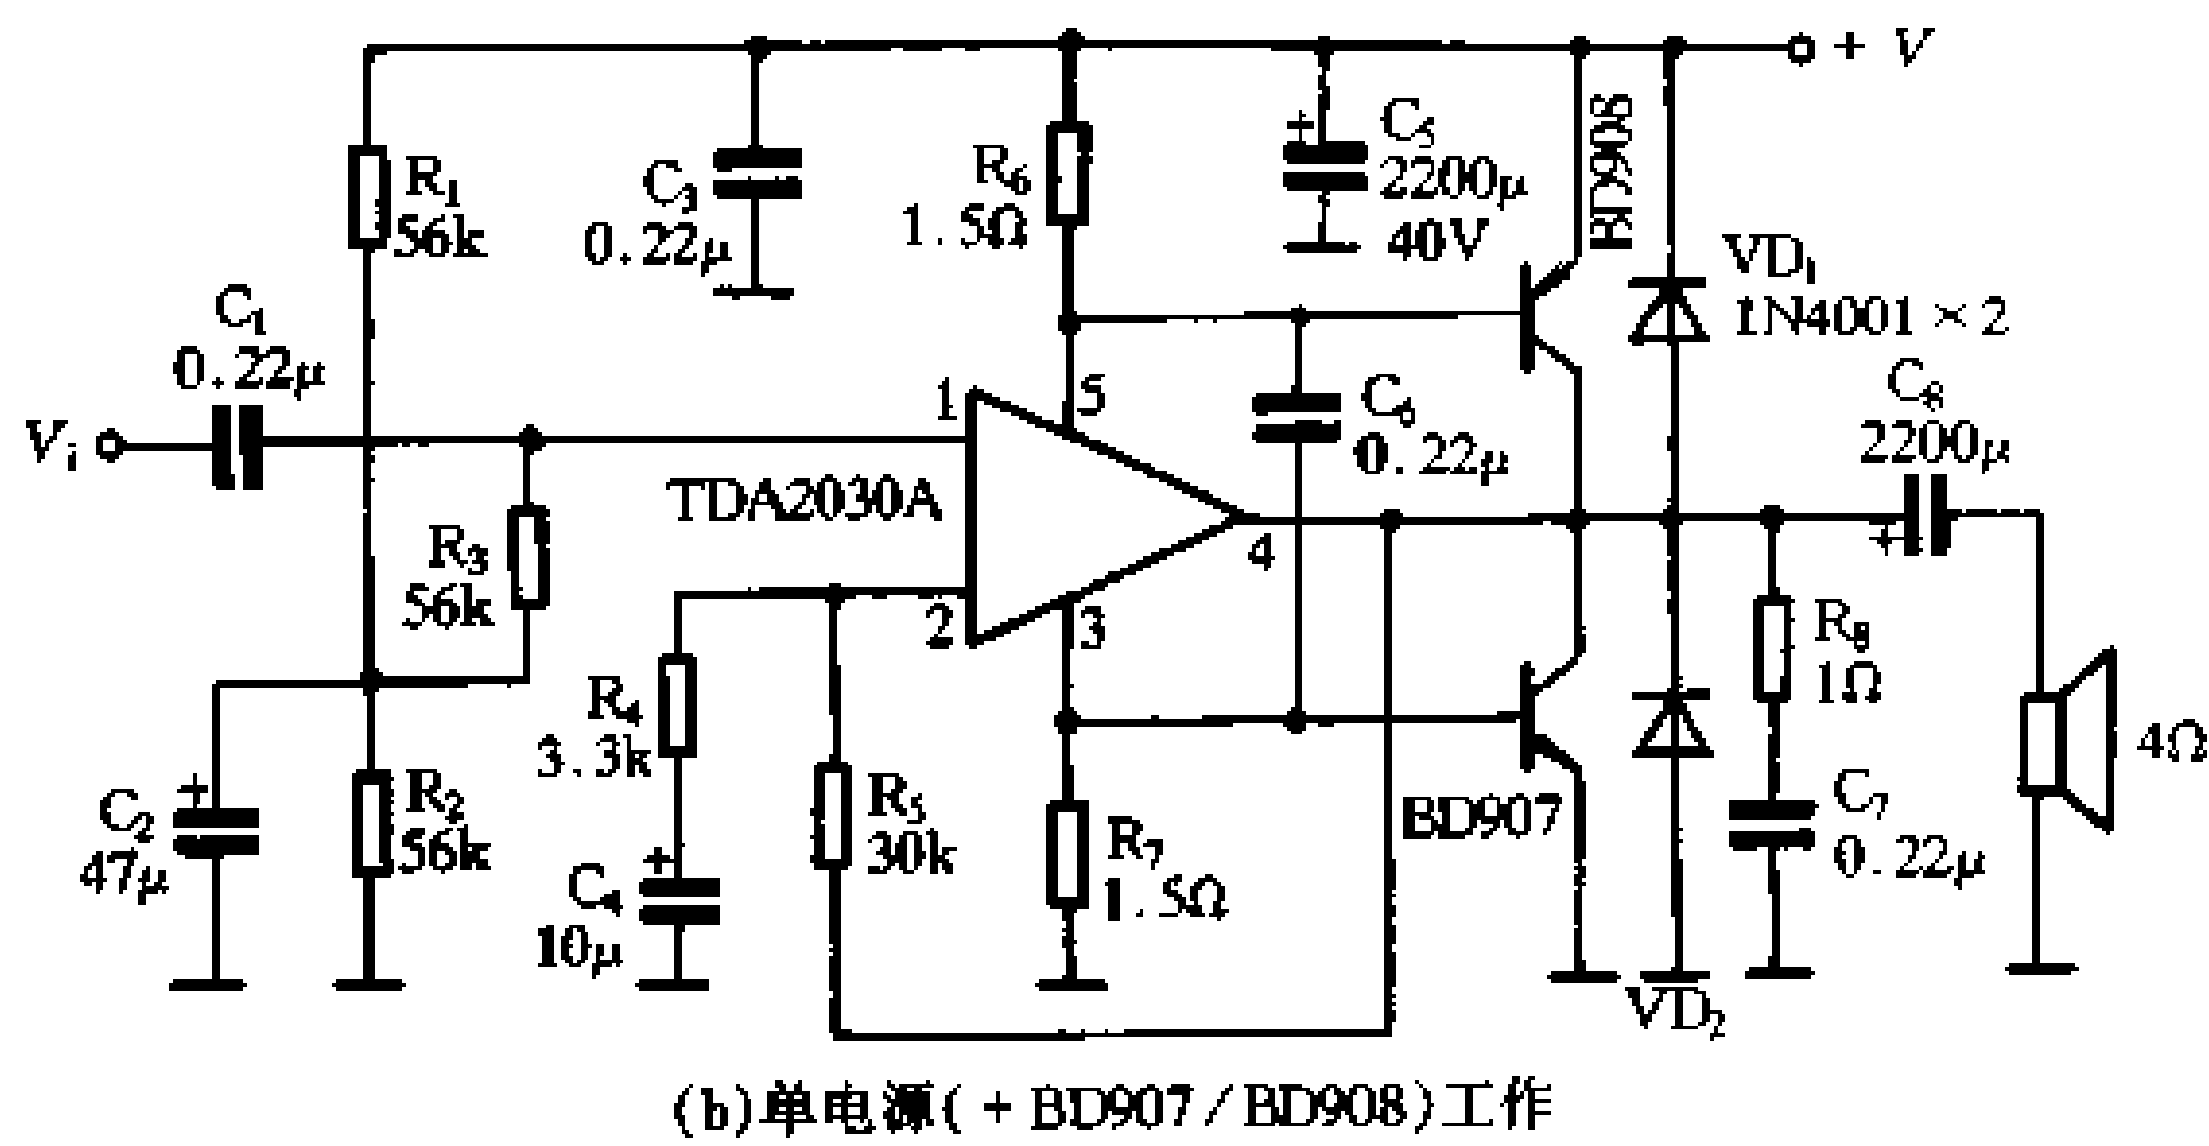 + V
BD908
C5
2200μ
40V
R6
1.5Ω
C3
0.22μ
R1
56k
VD1
1N4001×2
C1
0.22μ
Vi
1
5
C6
0.22μ
C8
2200μ
TDA2030A
4
R3
56k
2
3
R8
1Ω
R4
3.3k
4Ω
C2
47μ
R2
56k
R5
30k
R7
1.5Ω
BD907
C7
0.22μ
C4
10μ
VD2
(b)单电源(+BD907/BD908)工作